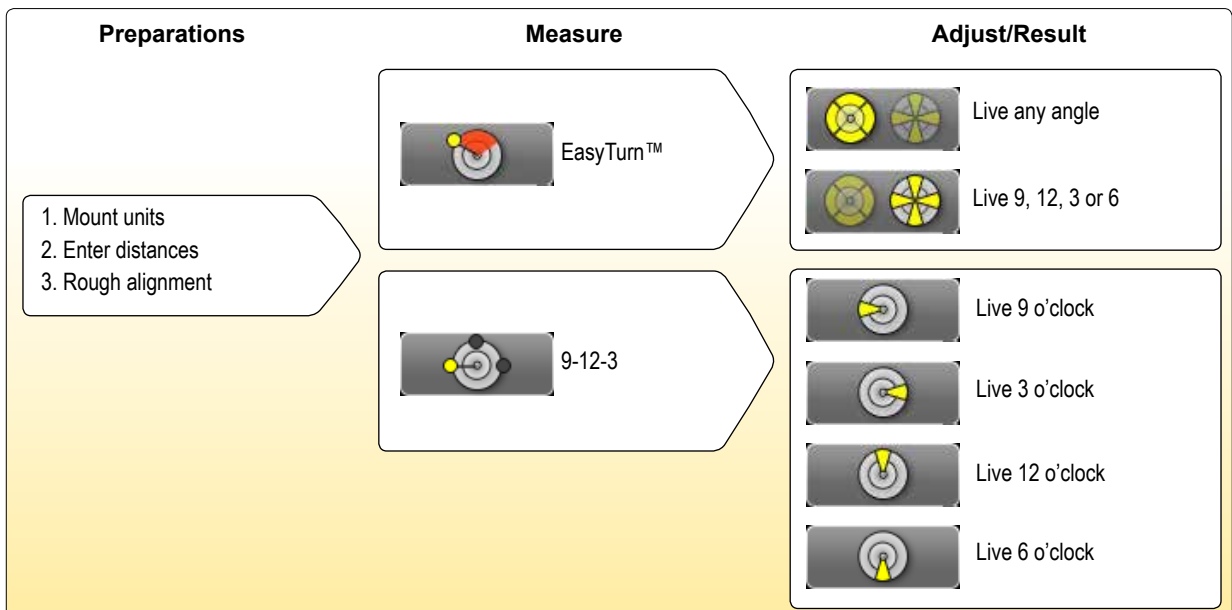 Preparations
Measure
Adjust/Result
1. Mount units
2. Enter distances
3. Rough alignment
EasyTurn™
9-12-3
Live any angle
Live 9, 12, 3 or 6
Live 9 o’clock
Live 3 o’clock
Live 12 o’clock
Live 6 o’clock